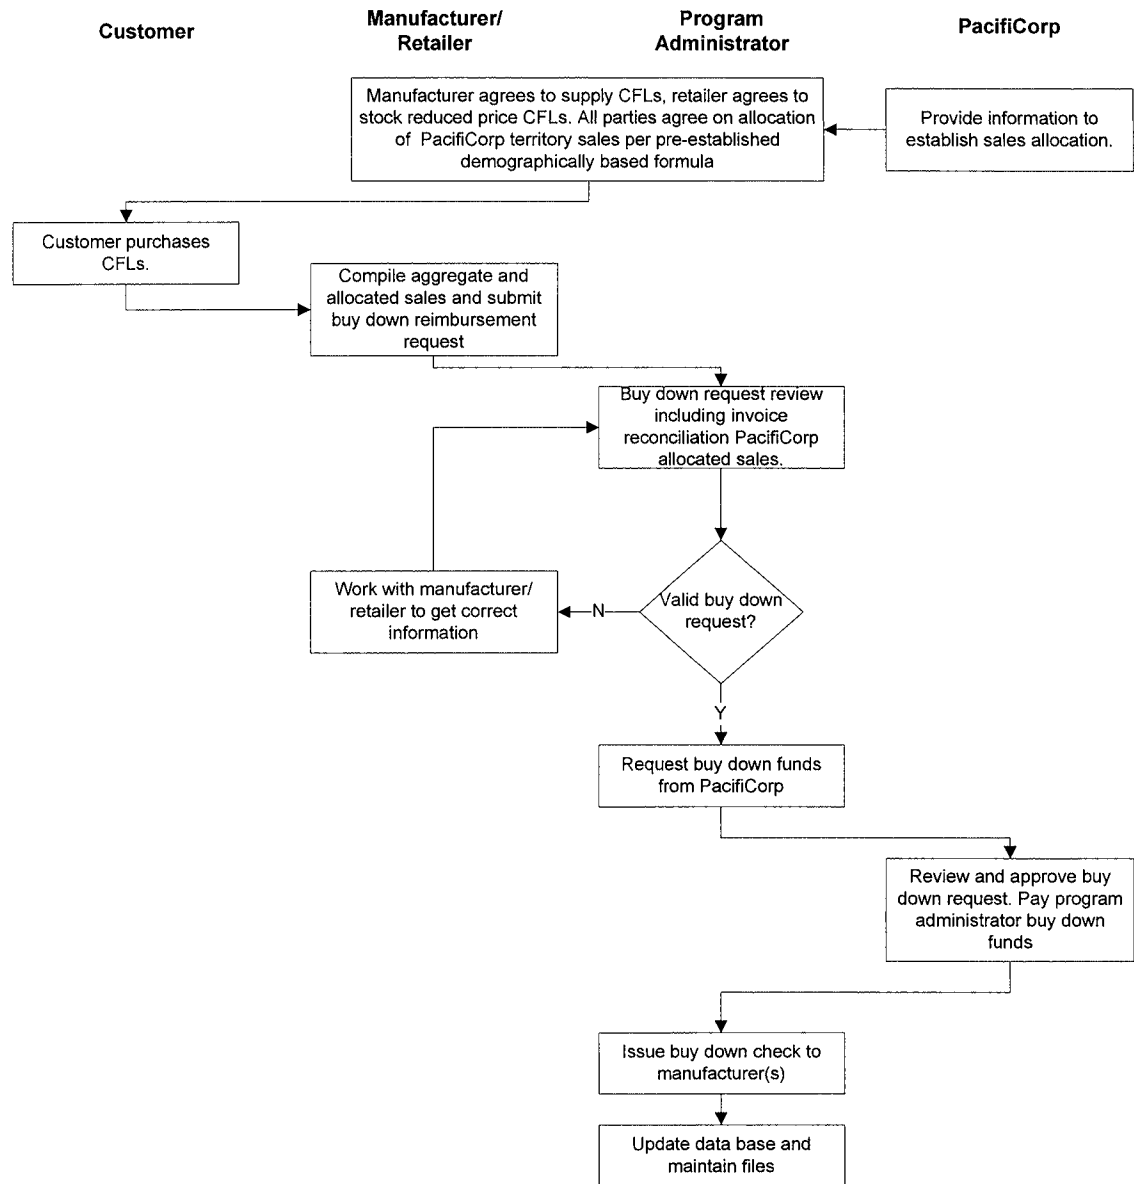 Customer
Manufacturer/
Retailer
Program
Administrator
PacifiCorp
Manufacturer agrees to supply CFLs, retailer agrees to
stock reduced price CFLs. All parties agree on allocation
of PacifiCorp territory sales per pre-established
demographically based formula
Provide information to
establish sales allocation.
Customer purchases
CFLs.
Compile aggregate and
allocated sales and submit
buy down reimbursement
request
Buy down request review
including invoice
reconciliation PacifiCorp
allocated sales.
Work with manufacturer/
retailer to get correct
information
N
Valid buy down
request?
Y
Request buy down funds
from PacifiCorp
Review and approve buy
down request. Pay program
administrator buy down
funds
Issue buy down check to
manufacturer(s)
Update data base and
maintain files